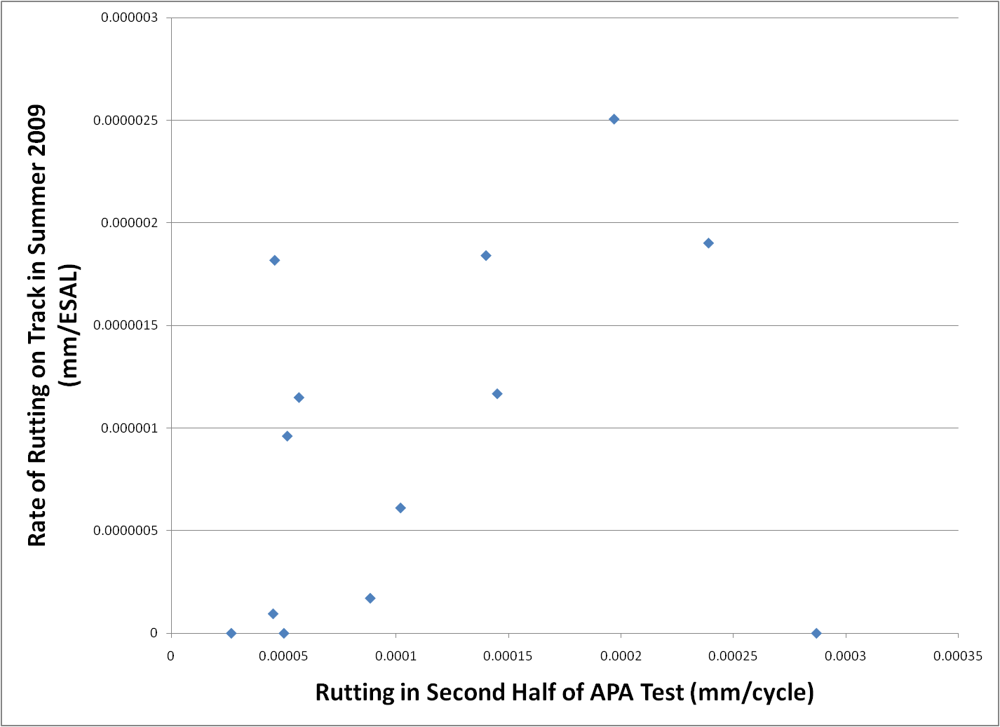 0.000003
0.0000025
0.000002
0.0000015
0.000001
0.0000005
0
Rate of Rutting on Track in Summer 2009
(mm/ESAL)
0 0.00005 0.0001 0.00015 0.0002 0.00025 0.0003 0.00035
Rutting in Second Half of APA Test (mm/cycle)